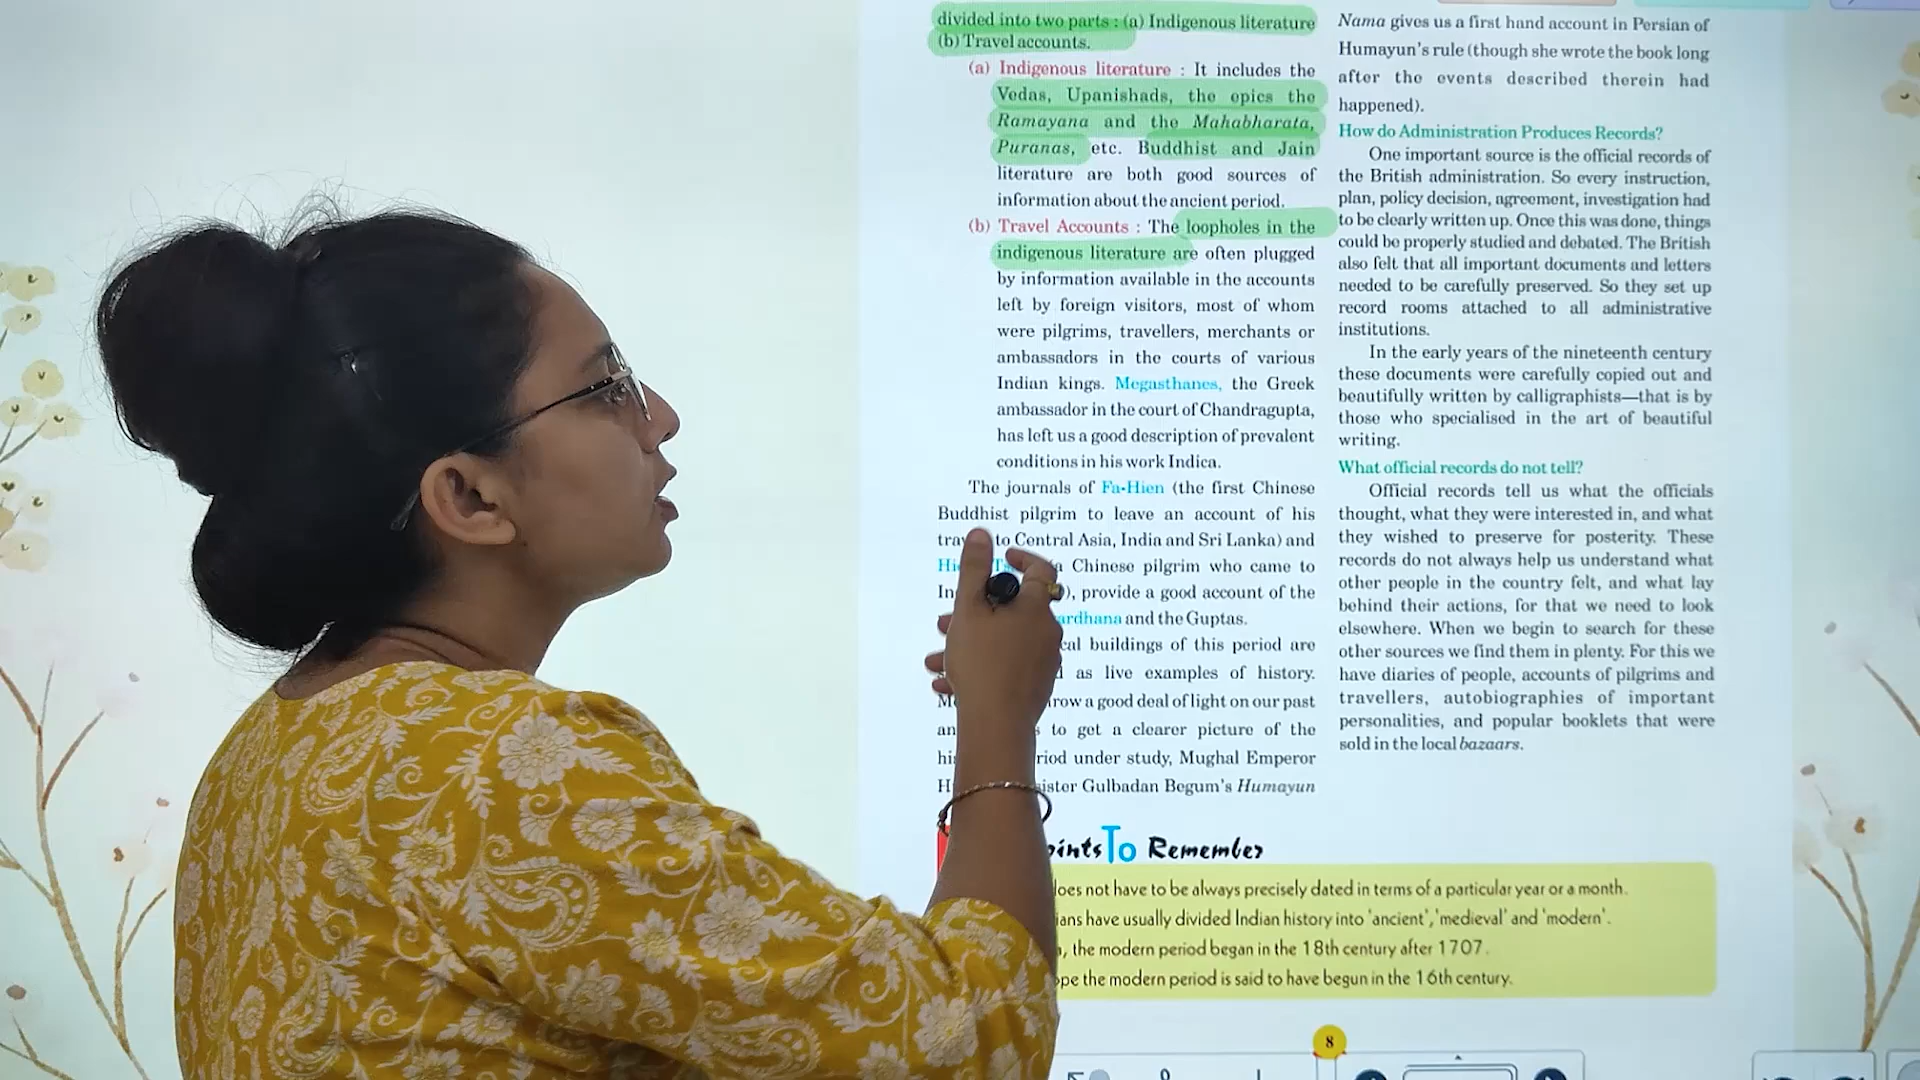 divided into two parts : (a) Indigenous literature
(b) Travel accounts.
(a) Indigenous literature : It includes the
Vedas, Upanishads, the epics the
Ramayana and the Mahabharata,
Puranas, etc. Buddhist and Jain
literature are both good sources of
information about the ancient period.
(b) Travel Accounts : The loopholes in the
indigenous literature are often plugged
by information available in the accounts
left by foreign visitors, most of whom
were pilgrims, travellers, merchants or
ambassadors in the courts of various
Indian kings. Megasthanes, the Greek
ambassador in the court of Chandragupta,
has left us a good description of prevalent
conditions in his work Indica.
The journals of Fa-Hien (the first Chinese
Buddhist pilgrim to leave an account of his
to Central Asia, India and Sri Lanka) and
Chinese pilgrim who came to
provide a good account of the
and the Guptas.
buildings of this period are
as live examples of history.
a good deal of light on our past
to get a clearer picture of the
under study, Mughal Emperor
Gulbadan Begum's Humayun
Nama gives us a first hand account in Persian of
Humayun's rule (though she wrote the book long
after the events described therein had
happened).
How do Administration Produces Records?
One important source is the official records of
the British administration. So every instruction,
plan, policy decision, agreement, investigation had
to be clearly written up. Once this was done, things
could be properly studied and debated. The British
also felt that all important documents and letters
needed to be carefully preserved. So they set up
record rooms attached to all administrative
institutions.
In the early years of the nineteenth century
these documents were carefully copied out and
beautifully written by calligraphists—that is by
those who specialised in the art of beautiful
writing.
What official records do not tell?
Official records tell us what the officials
thought, what they were interested in, and what
they wished to preserve for posterity. These
records do not always help us understand what
other people in the country felt, and what lay
behind their actions, for that we need to look
elsewhere. When we begin to search for these
other sources we find them in plenty. For this we
have diaries of people, accounts of pilgrims and
travellers, autobiographies of important
personalities, and popular booklets that were
sold in the local bazaars.
To Remember
not have to be always precisely dated in terms of a particular year or a month.
have usually divided Indian history into 'ancient','medieval' and 'modern'.
, the modern period began in the 18th century after 1707.
the modern period is said to have begun in the 16th century.
8